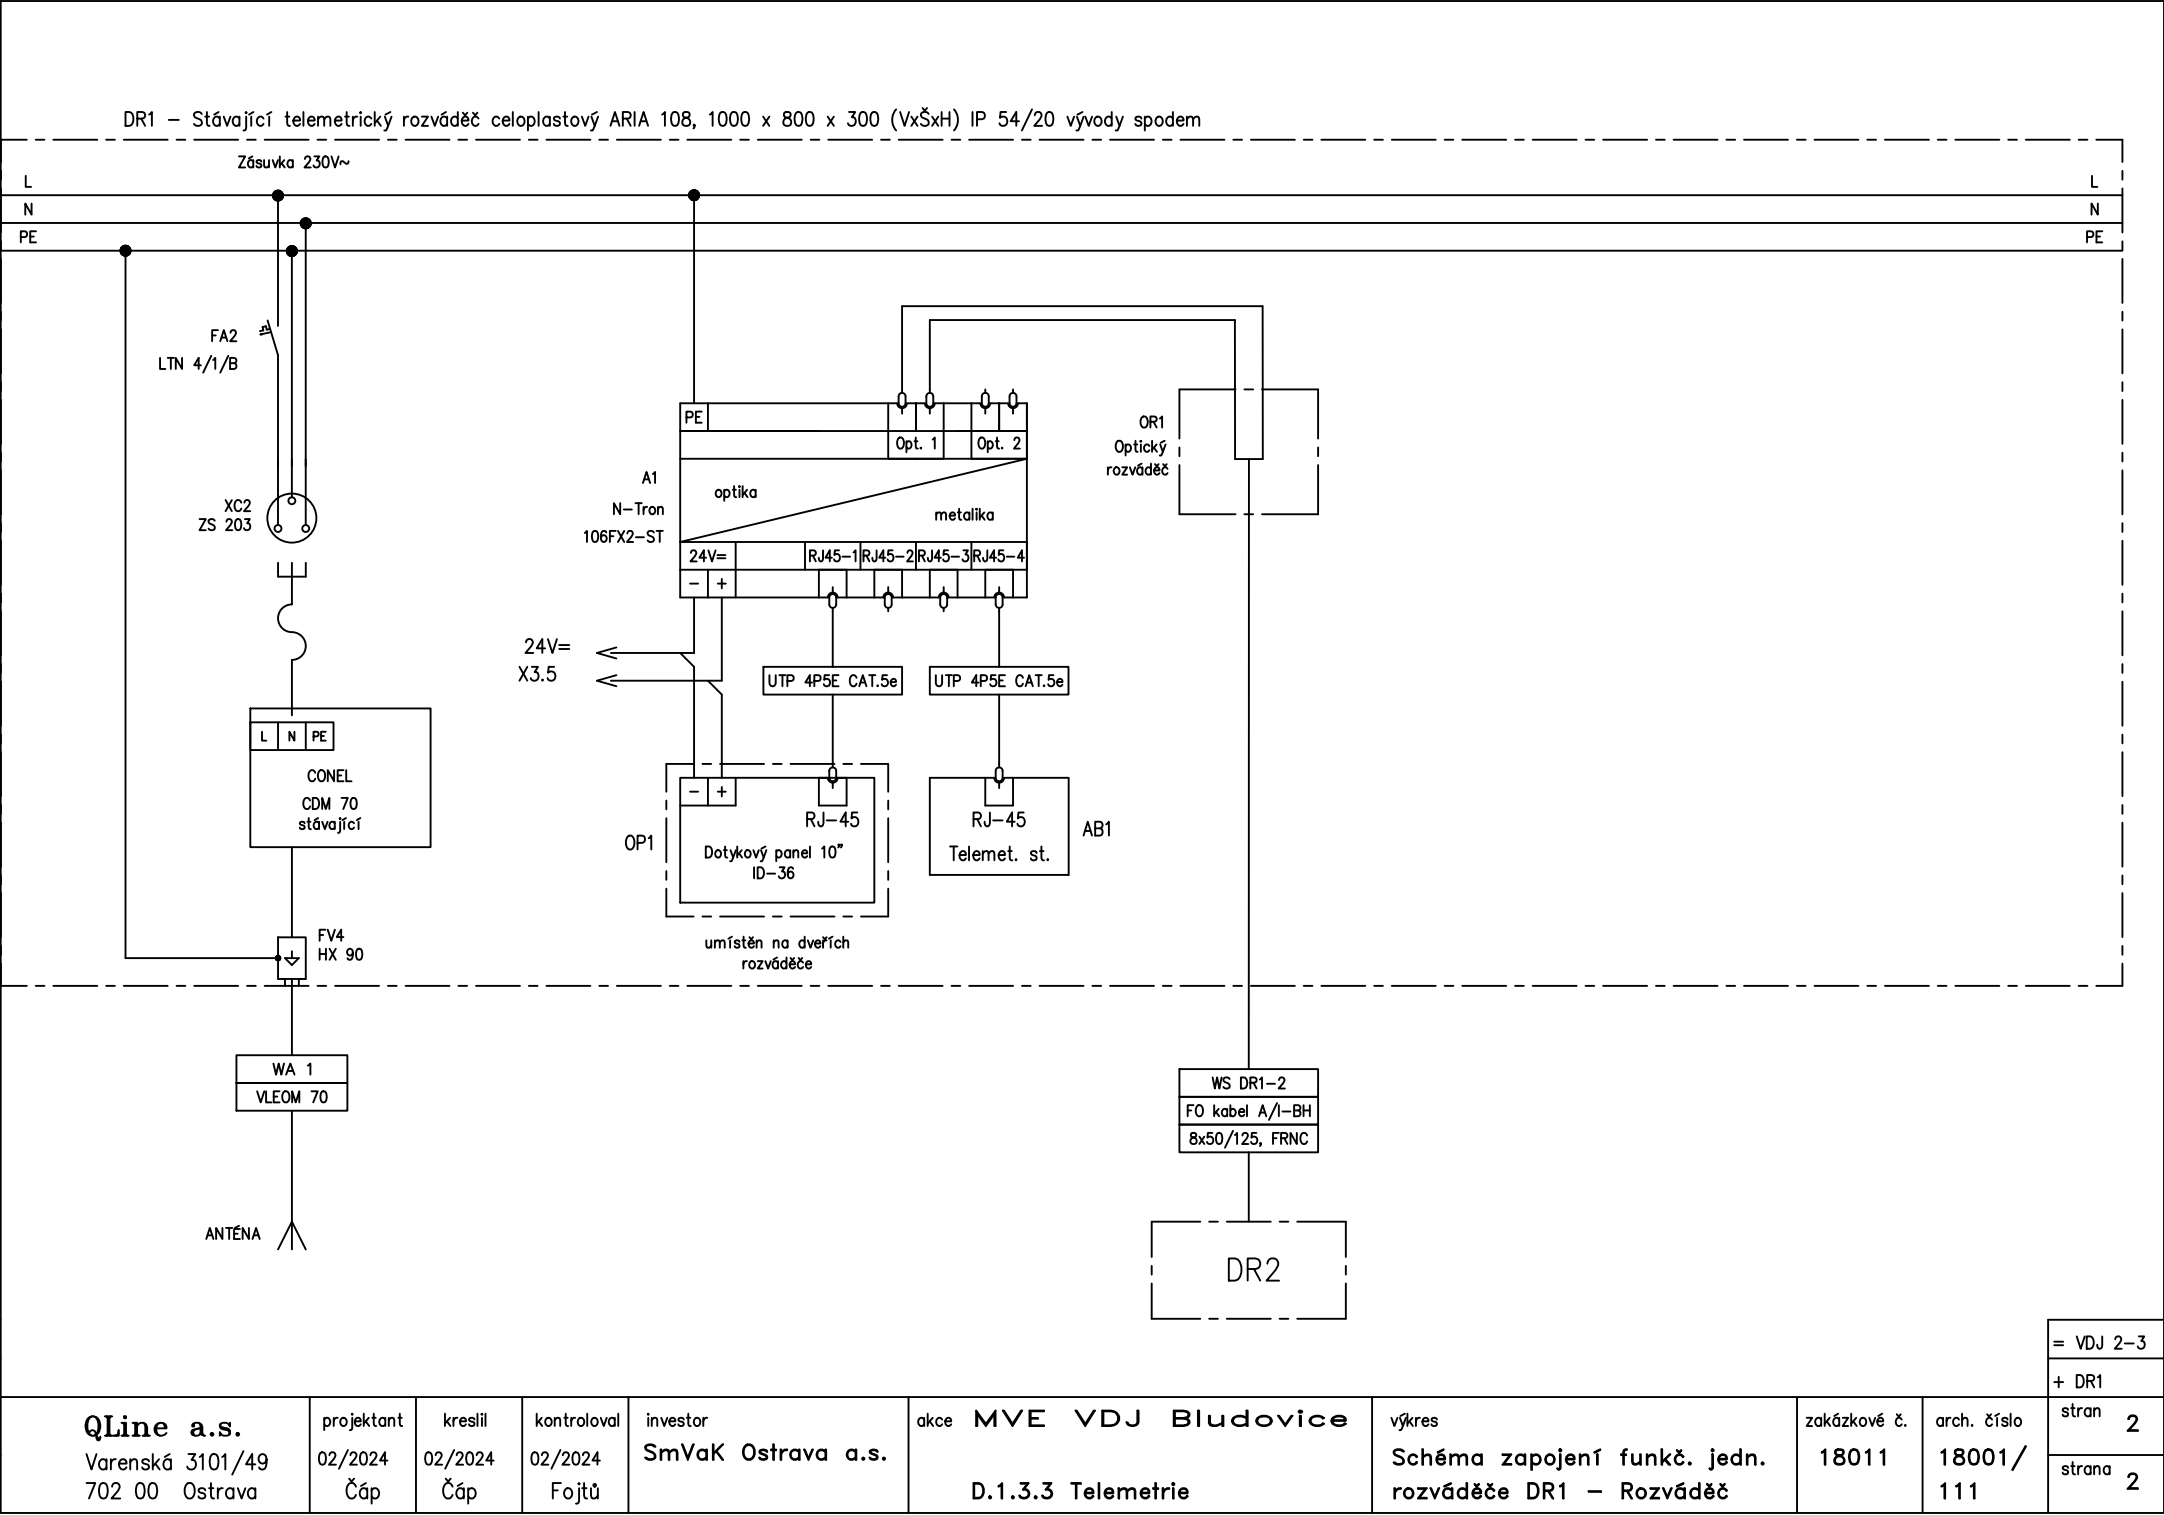 DR1 – Stávající telemetrický rozváděč celoplastový ARIA 108, 1000 x 800 x 300 (VxŠxH) IP 54/20 vývody spodem
Zásuvka 230V~
L
N
PE
L
N
PE
FA2
LTN 4/1/B
XC2
ZS 203
L N PE
CONEL
CDM 70
stávající
FV4
HX 90
WA 1
VLEOM 70
ANTÉNA
PE
Opt. 1
Opt. 2
A1
N–Tron
106FX2–ST
optika
metalika
24V=
RJ45–1
RJ45–2
RJ45–3
RJ45–4
– +
24V=
X3.5
UTP 4P5E CAT.5e
UTP 4P5E CAT.5e
– +
RJ–45
OP1
Dotykový panel 10"
ID–36
umístěn na dveřích
rozváděče
RJ–45
Telemet. st.
AB1
OR1
Optický
rozváděč
WS DR1–2
FO kabel A/I–BH
8x50/125, FRNC
DR2
= VDJ 2–3
+ DR1
QLine a.s.
Varenská 3101/49
702 00 Ostrava
projektant
02/2024
Čáp
kreslil
02/2024
Čáp
kontroloval
02/2024
Fojtů
investor
SmVaK Ostrava a.s.
akce MVE VDJ Bludovice
D.1.3.3 Telemetrie
výkres
Schéma zapojení funkč. jedn.
rozváděče DR1 – Rozváděč
zakázkové č.
18011
arch. číslo
18001/
111
stran 2
strana 2